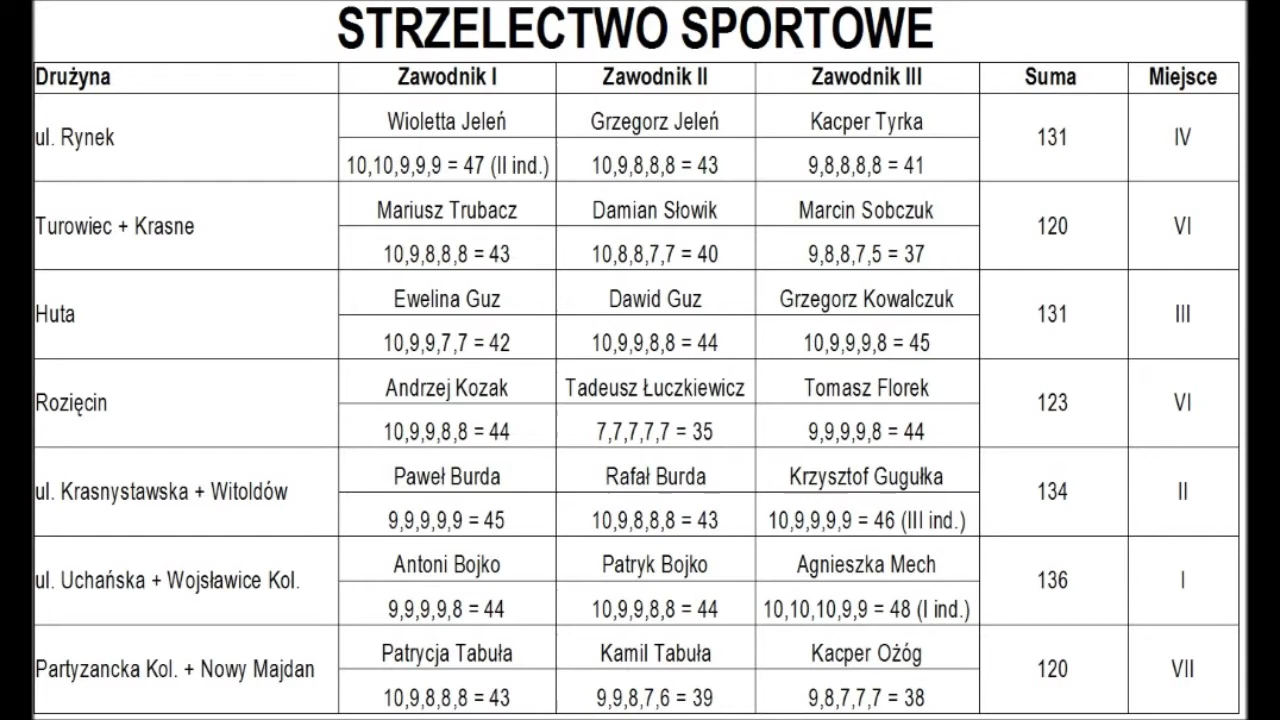 STRZELECTWO SPORTOWE
Drużyna Zawodnik I Zawodnik II Zawodnik III Suma Miejsce
ul. Rynek Wioletta Jeleń Grzegorz Jeleń Kacper Tyrka 131 IV
10,10,9,9,9 = 47 (II ind.) 10,9,8,8,8 = 43 9,8,8,8,8 = 41
Turowiec + Krasne Mariusz Trubacz Damian Słowik Marcin Sobczuk 120 VI
10,9,8,8,8 = 43 10,8,8,7,7 = 40 9,8,8,7,5 = 37
Huta Ewelina Guz Dawid Guz Grzegorz Kowalczuk 131 III
10,9,9,7,7 = 42 10,9,9,8,8 = 44 10,9,9,9,8 = 45
Rozięcin Andrzej Kozak Tadeusz Łuczkiewicz Tomasz Florek 123 VI
10,9,9,8,8 = 44 7,7,7,7,7 = 35 9,9,9,9,8 = 44
ul. Krasnystawska + Witoldów Paweł Burda Rafał Burda Krzysztof Gugułka 134 II
9,9,9,9,9 = 45 10,9,8,8,8 = 43 10,9,9,9,9 = 46 (III ind.)
ul. Uchańska + Wojsławice Kol. Antoni Bojko Patryk Bojko Agnieszka Mech 136 I
9,9,9,9,8 = 44 10,9,9,8,8 = 44 10,10,10,9,9 = 48 (I ind.)
Partyzancka Kol. + Nowy Majdan Patrycja Tabuła Kamil Tabuła Kacper Ożóg 120 VII
10,9,8,8,8 = 43 9,9,8,7,6 = 39 9,8,7,7,7 = 38